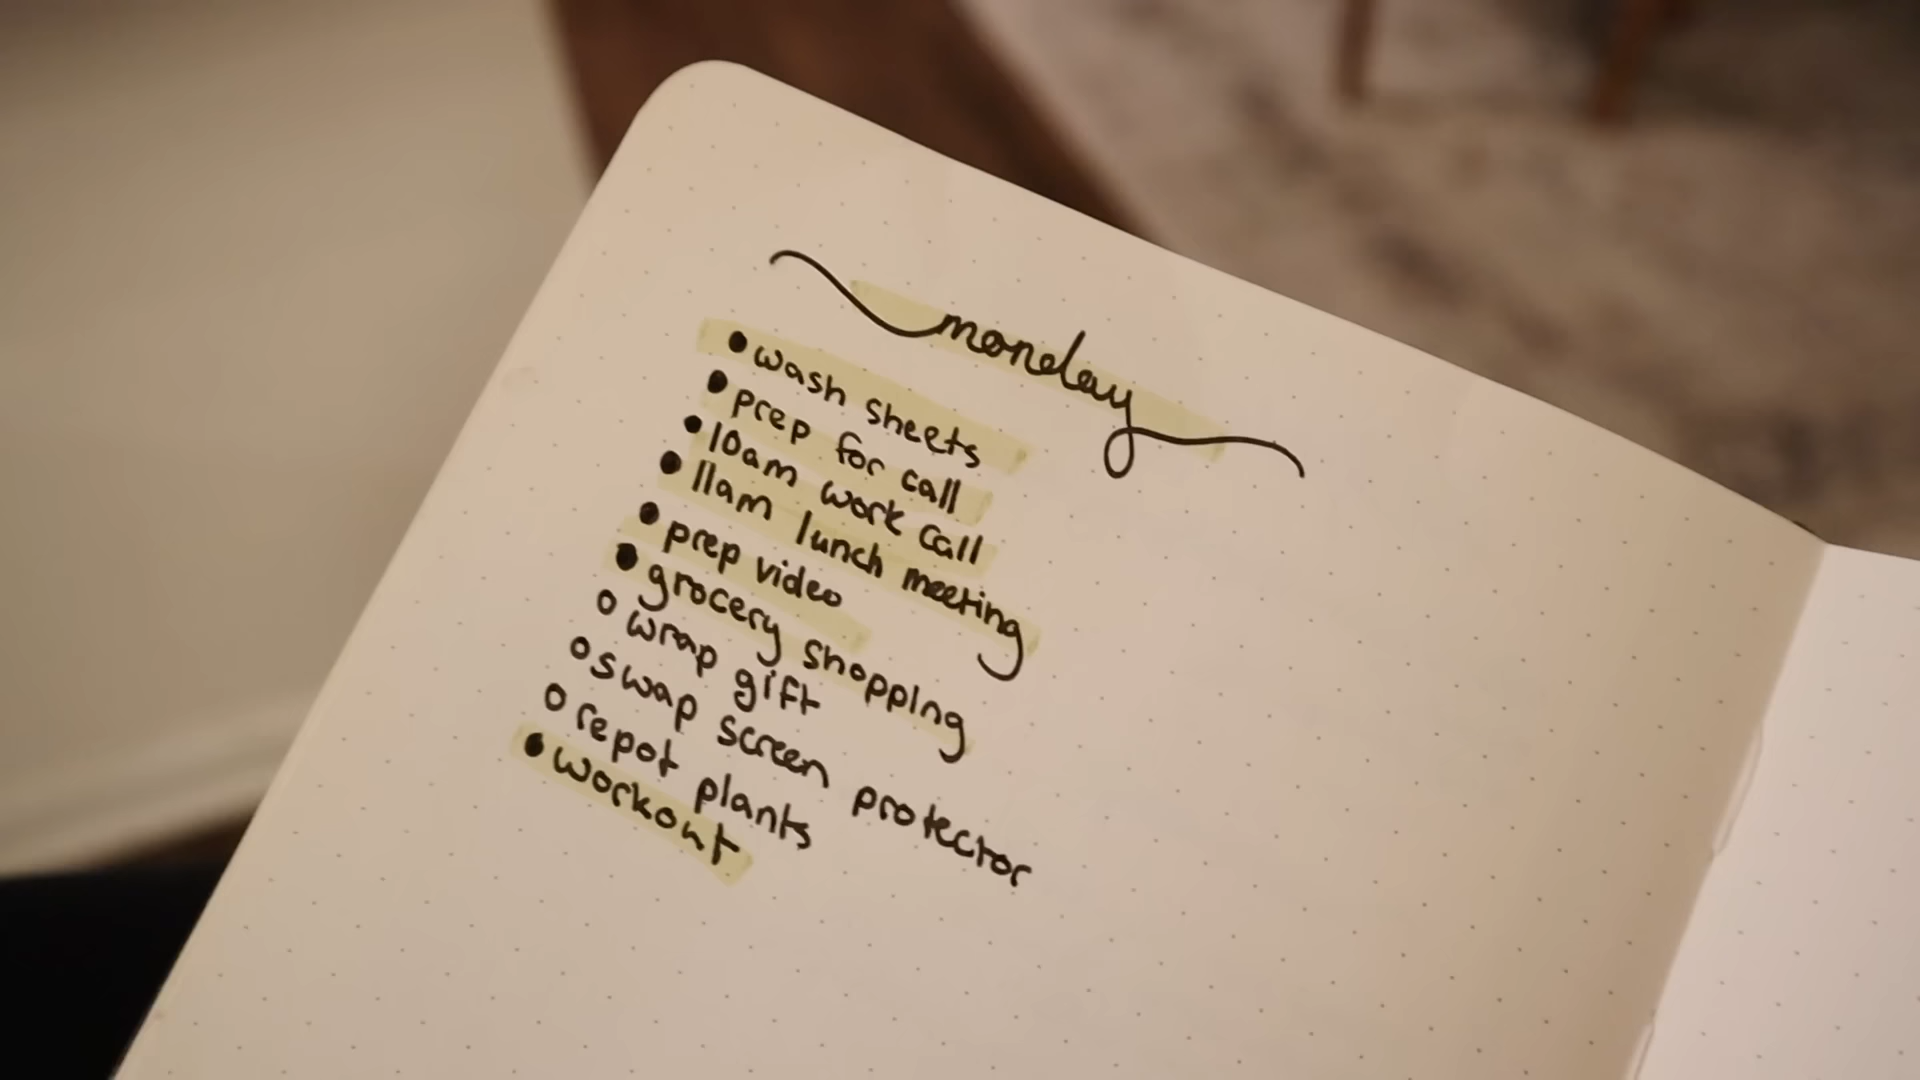 monday
• wash sheets
• prep for call
• 10am work call
• 11am lunch meeting
• prep video
• grocery shopping
o wrap gift
o swap screen protector
o repot plants
• workout